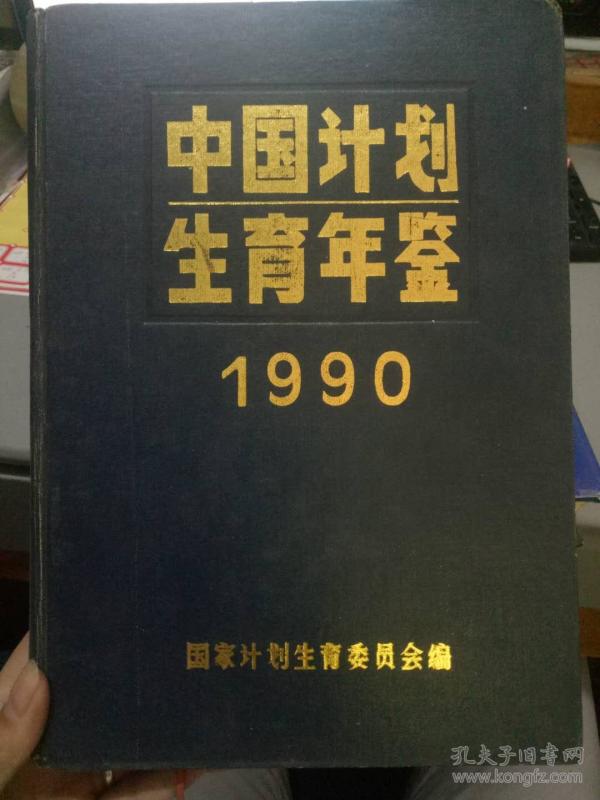 中国计划
生育年鉴
1990
国家计划生育委员会编
孔夫子旧书网
www.kongfz.com